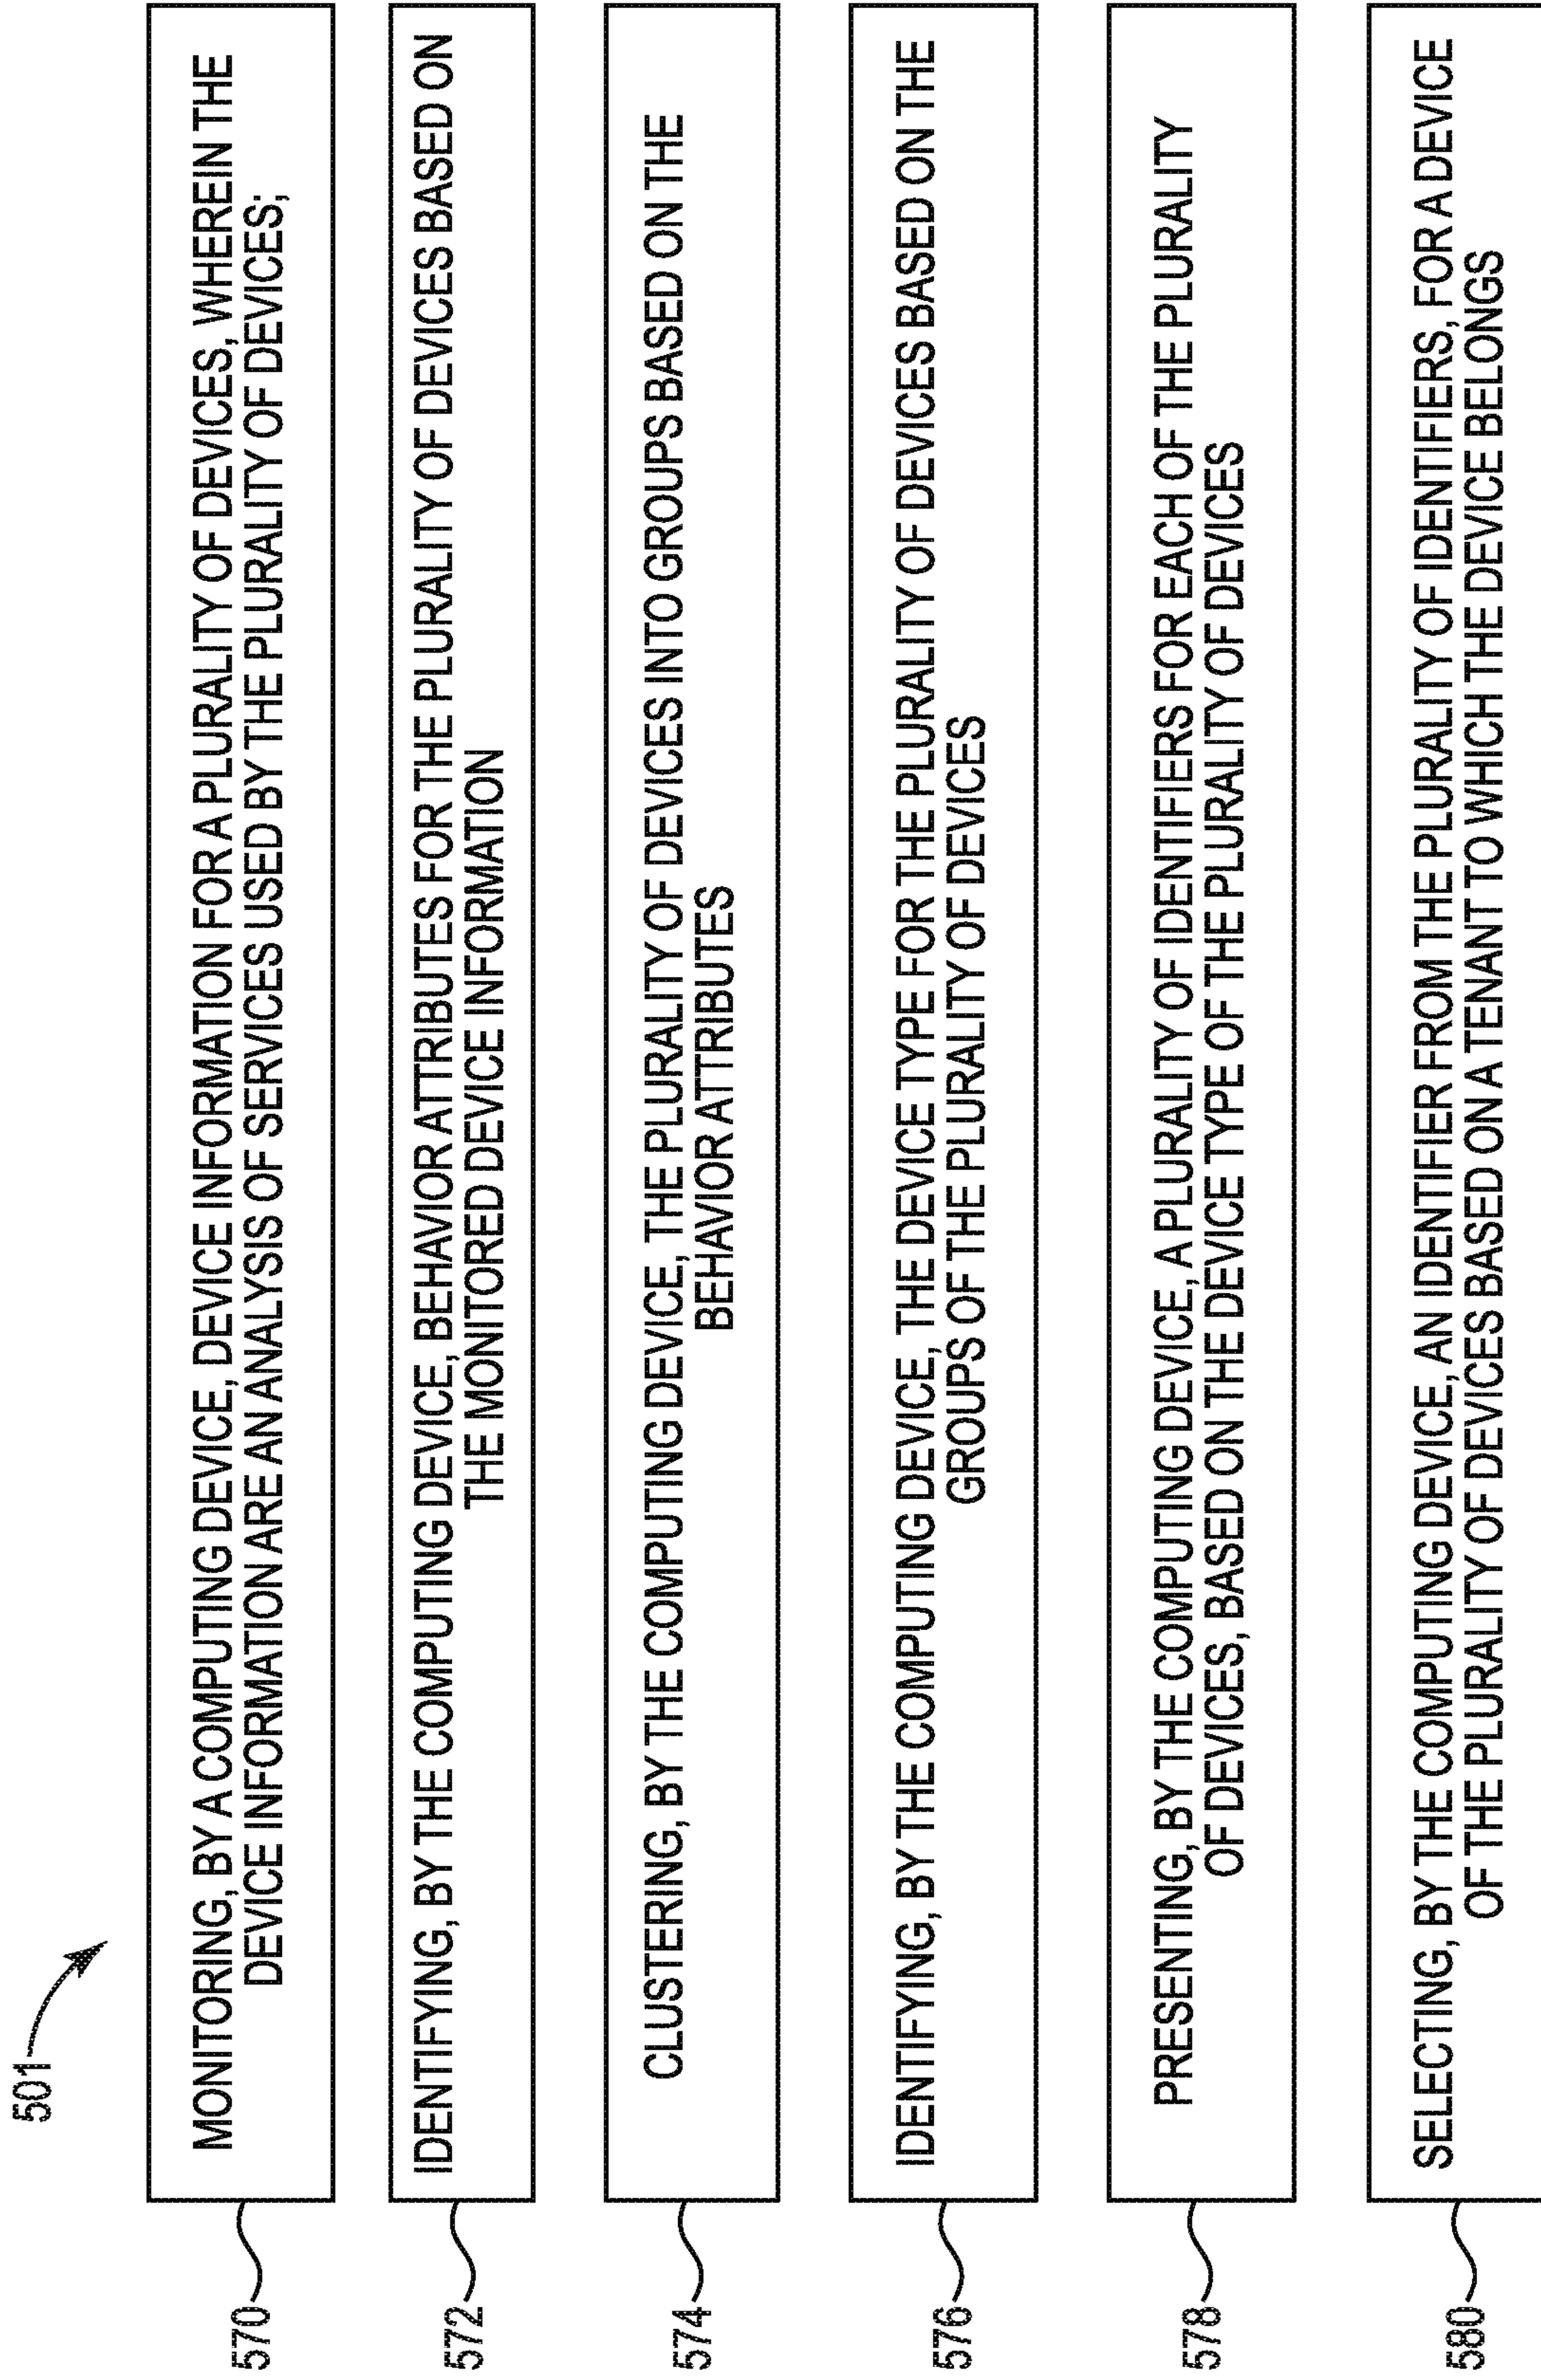 501
570
MONITORING, BY A COMPUTING DEVICE, DEVICE INFORMATION FOR A PLURALITY OF DEVICES, WHEREIN THE
DEVICE INFORMATION ARE AN ANALYSIS OF SERVICES USED BY THE PLURALITY OF DEVICES;
572
IDENTIFYING, BY THE COMPUTING DEVICE, BEHAVIOR ATTRIBUTES FOR THE PLURALITY OF DEVICES BASED ON
THE MONITORED DEVICE INFORMATION
574
CLUSTERING, BY THE COMPUTING DEVICE, THE PLURALITY OF DEVICES INTO GROUPS BASED ON THE
BEHAVIOR ATTRIBUTES
576
IDENTIFYING, BY THE COMPUTING DEVICE, THE DEVICE TYPE FOR THE PLURALITY OF DEVICES BASED ON THE
GROUPS OF THE PLURALITY OF DEVICES
578
PRESENTING, BY THE COMPUTING DEVICE, A PLURALITY OF IDENTIFIERS FOR EACH OF THE PLURALITY
OF DEVICES, BASED ON THE DEVICE TYPE OF THE PLURALITY OF DEVICES
580
SELECTING, BY THE COMPUTING DEVICE, AN IDENTIFIER FROM THE PLURALITY OF IDENTIFIERS, FOR A DEVICE
OF THE PLURALITY OF DEVICES BASED ON A TENANT TO WHICH THE DEVICE BELONGS